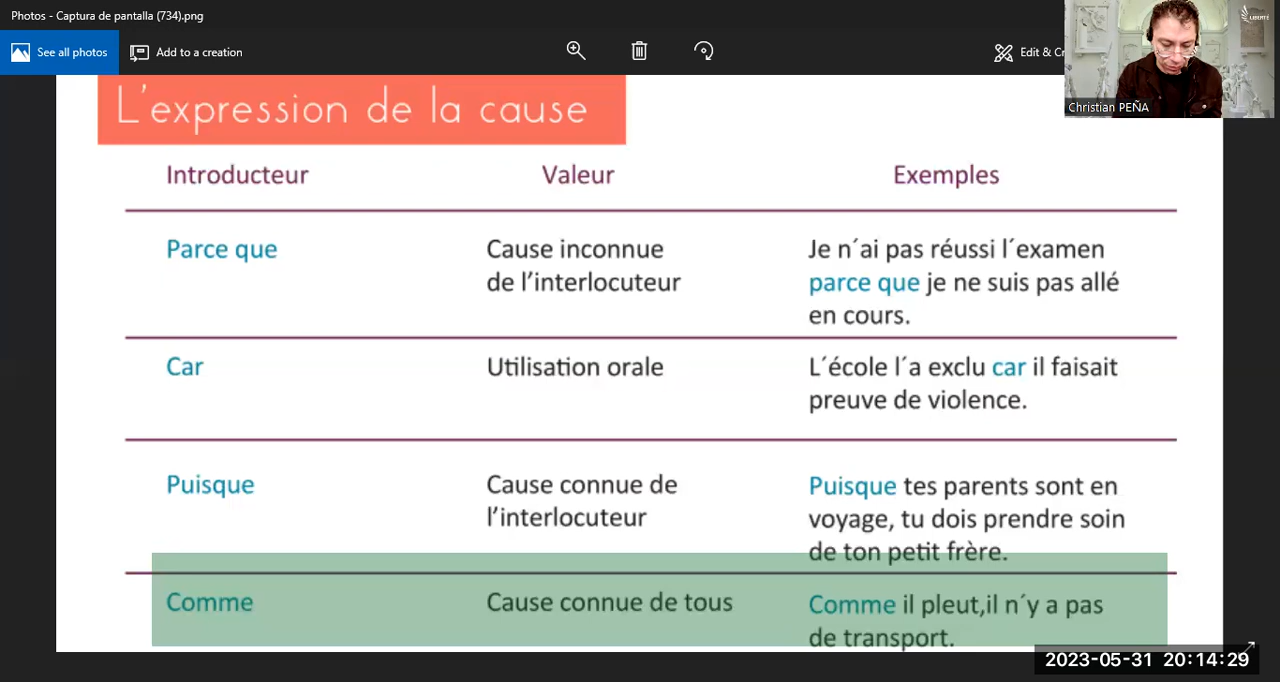 Photos - Captura de pantalla (734).png
See all photos
Add to a creation
Edit & Cr
LIBERTÉ
Christian PEÑA
L'expression de la cause
Introducteur Valeur Exemples
Parce que
Cause inconnue
de l'interlocuteur
Je n´ai pas réussi l´examen
parce que je ne suis pas allé
en cours.
Car
Utilisation orale
L´école l´a exclu car il faisait
preuve de violence.
Puisque
Cause connue de
l'interlocuteur
Puisque tes parents sont en
voyage, tu dois prendre soin
de ton petit frère.
Comme
Cause connue de tous
Comme il pleut,il n´y a pas
de transport.
2023-05-31 20:14:29